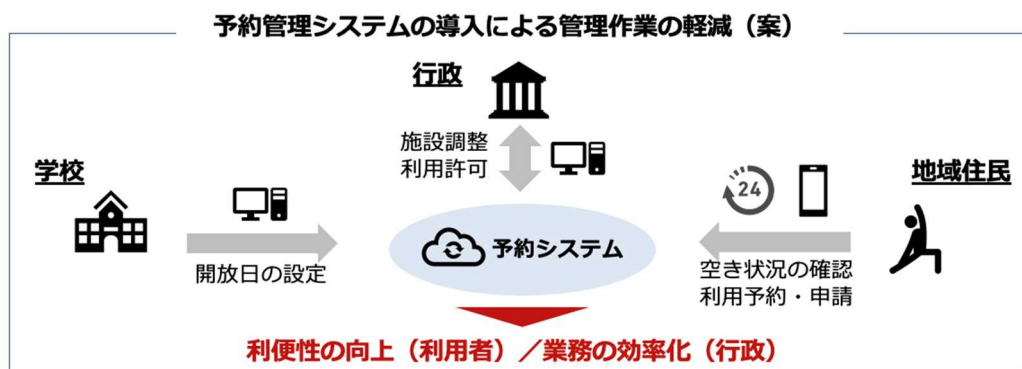 予約管理システムの導入による管理作業の軽減（案）
行政
施設調整
利用許可
学校
開放日の設定
予約システム
24
地域住民
空き状況の確認
利用予約・申請
利便性の向上（利用者）／業務の効率化（行政）